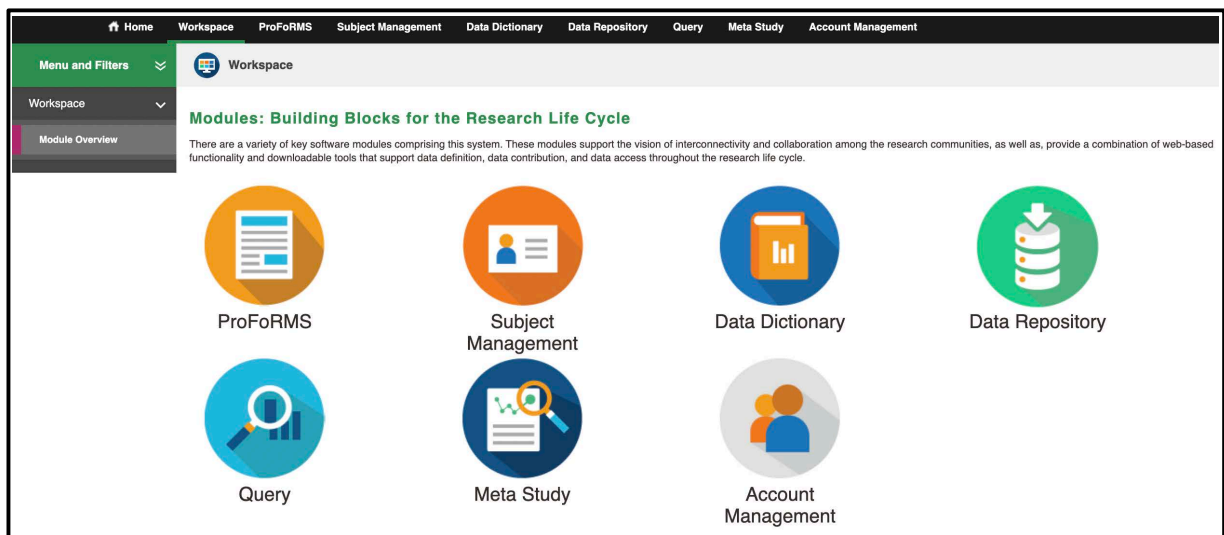 Home Workspace ProFoRMS Subject Management Data Dictionary Data Repository Query Meta Study Account Management
Menu and Filters
Workspace
Workspace
Module Overview
Modules: Building Blocks for the Research Life Cycle
There are a variety of key software modules comprising this system. These modules support the vision of interconnectivity and collaboration among the research communities, as well as, provide a combination of web-based
functionality and downloadable tools that support data definition, data contribution, and data access throughout the research life cycle.
ProFoRMS
Subject
Management
Data Dictionary
Data Repository
Query
Meta Study
Account
Management